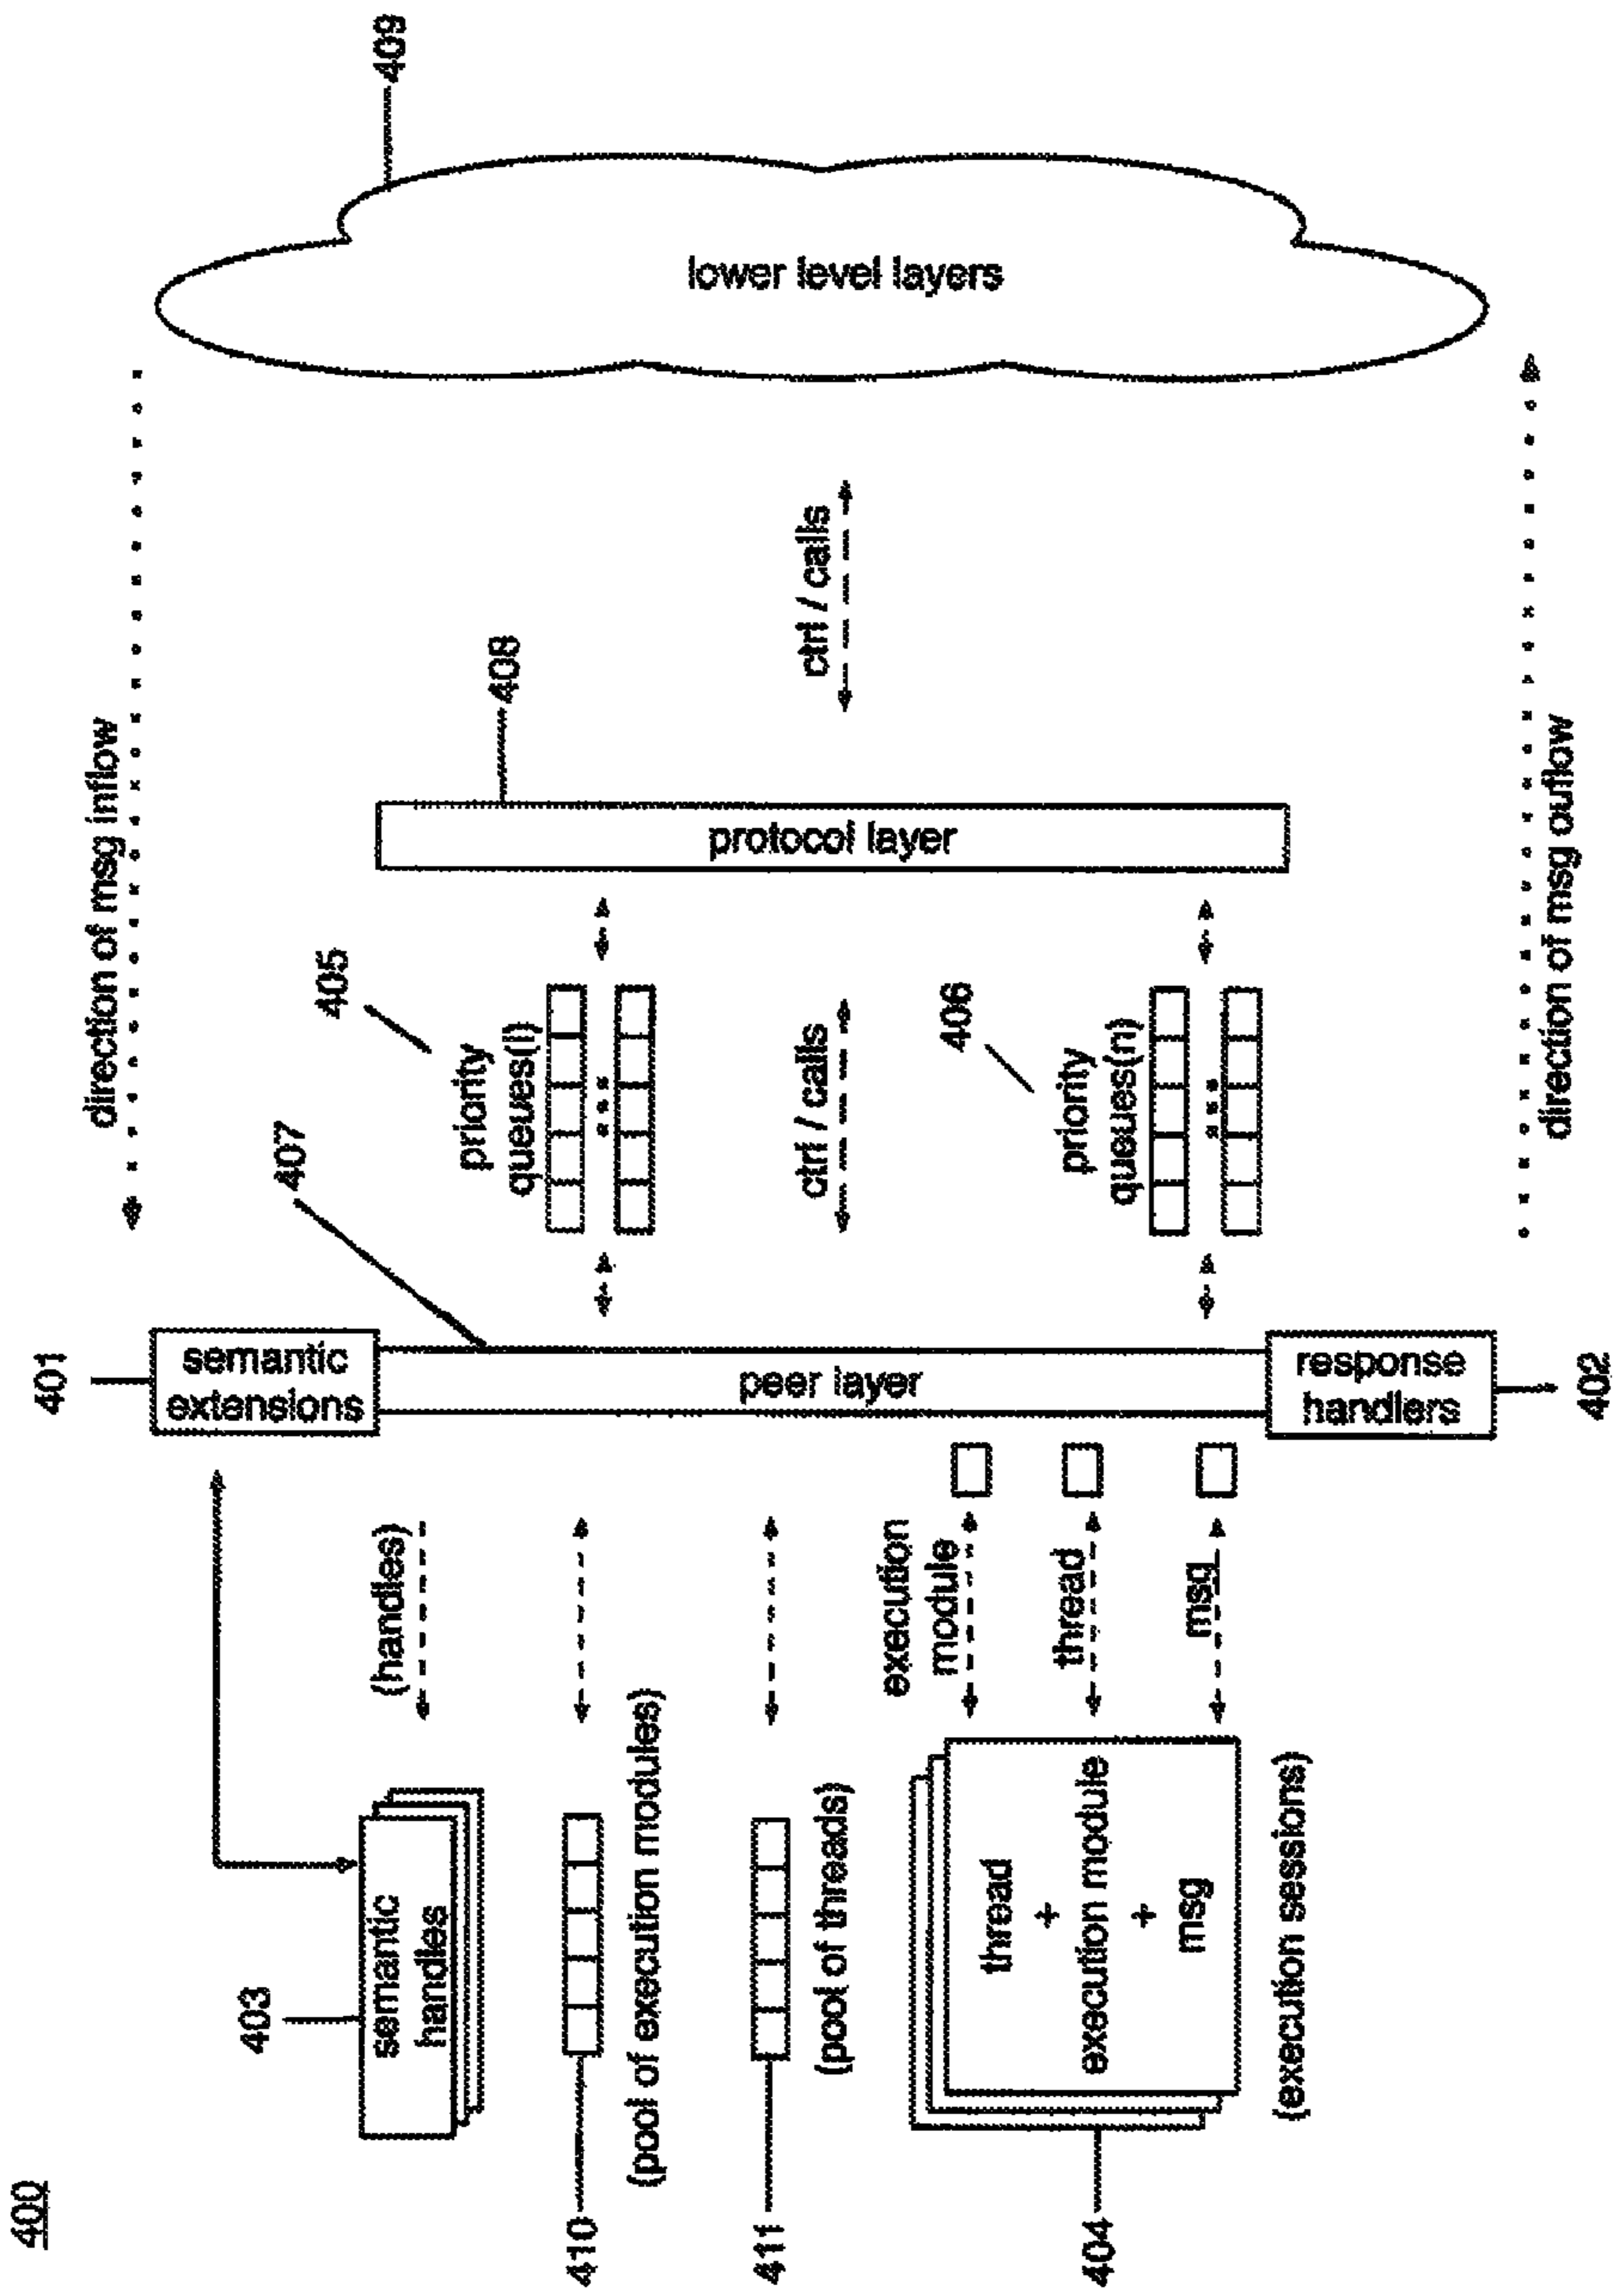 400
401
semantic
extensions
direction of msg inflow
403
semantic
handles
(handles)
407
405
priority
queues(l)
408
409
410
(pool of execution modules)
peer layer
ctrl / calls
protocol layer
ctrl / calls
lower level layers
411
(pool of threads)
execution
module
thread
msg
404
thread
+
execution module
+
msg
(execution sessions)
406
priority
queues(n)
response
handlers
402
direction of msg outflow